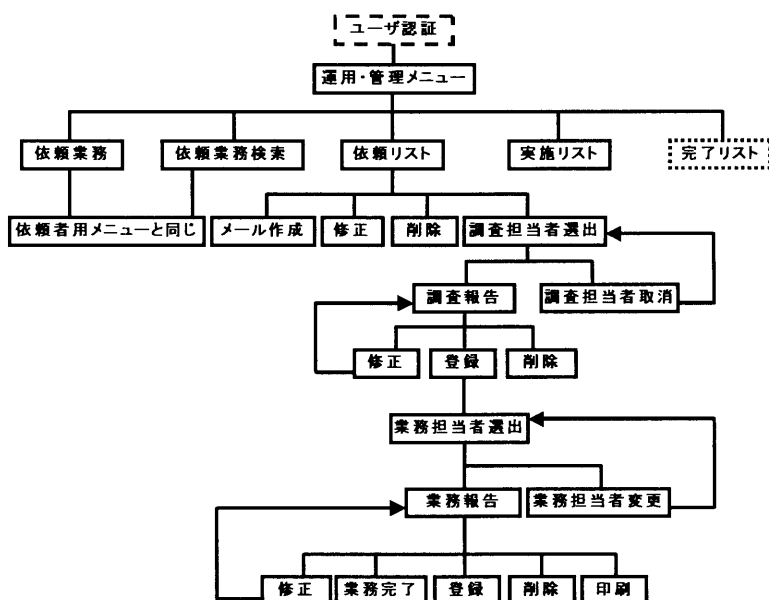 ユーザ認証
運用・管理メニュー
依頼業務
依頼業務検索
依頼リスト
実施リスト
完了リスト
依頼者用メニューと同じ
メール作成
修正
削除
調査担当者選出
調査報告
調査担当者取消
修正
登録
削除
業務担当者選出
業務報告
業務担当者変更
修正
業務完了
登録
削除
印刷